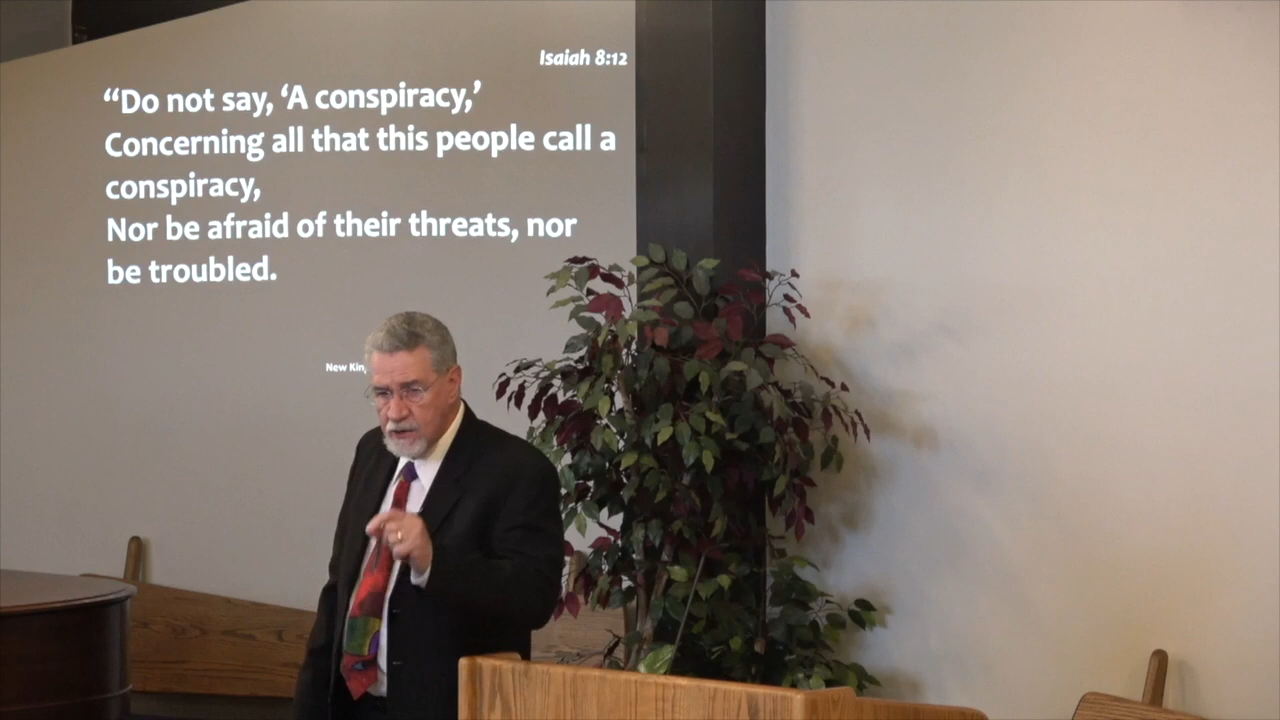 Isaiah 8:12
“Do not say, ‘A conspiracy,’
Concerning all that this people call a
conspiracy,
Nor be afraid of their threats, nor
be troubled.
New